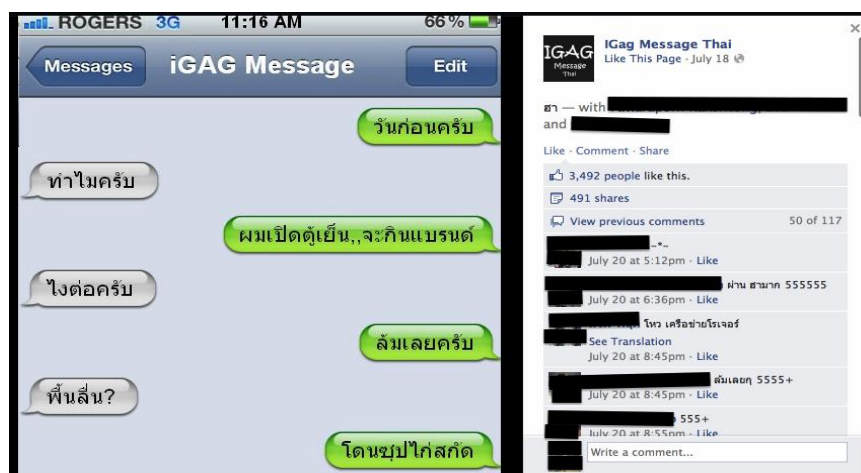 ROGERS 3G 11:16 AM 66 %
Messages
iGAG Message
Edit
วันก่อนครับ
ทำไมครับ
ผมเปิดตู้เย็น,,จะกินแบรนด์
ไงต่อครับ
ล้มเลยครับ
พื้นลื่น?
โดนซุปไก่สกัด
IGAG
Message
Thai
IGag Message Thai
Like This Page · July 18
ฮา — with
and
Like · Comment · Share
3,492 people like this.
491 shares
View previous comments 50 of 117
-*-
July 20 at 5:12pm · Like
ผ่าน ฮามาก 555555
July 20 at 6:36pm · Like
โหว เครือข่ายโรเจอร์
See Translation
July 20 at 8:45pm · Like
ล้มเลยๆ 5555+
July 20 at 8:45pm · Like
555+
July 20 at 8:55pm · Like
Write a comment...